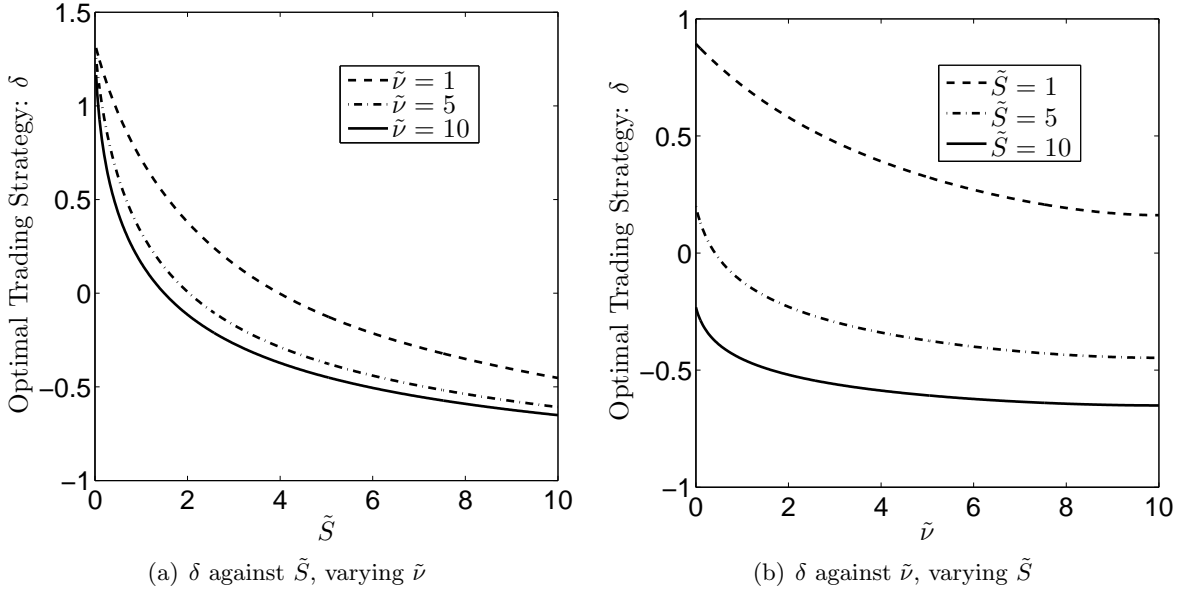 Optimal Trading Strategy: δ
1.5
1
0.5
0
−0.5
−1
0 2 4 6 8 10
S̃
ν̃ = 1
ν̃ = 5
ν̃ = 10
(a) δ against S̃, varying ν̃
Optimal Trading Strategy: δ
1
0.5
0
−0.5
−1
0 2 4 6 8 10
ν̃
S̃ = 1
S̃ = 5
S̃ = 10
(b) δ against ν̃, varying S̃